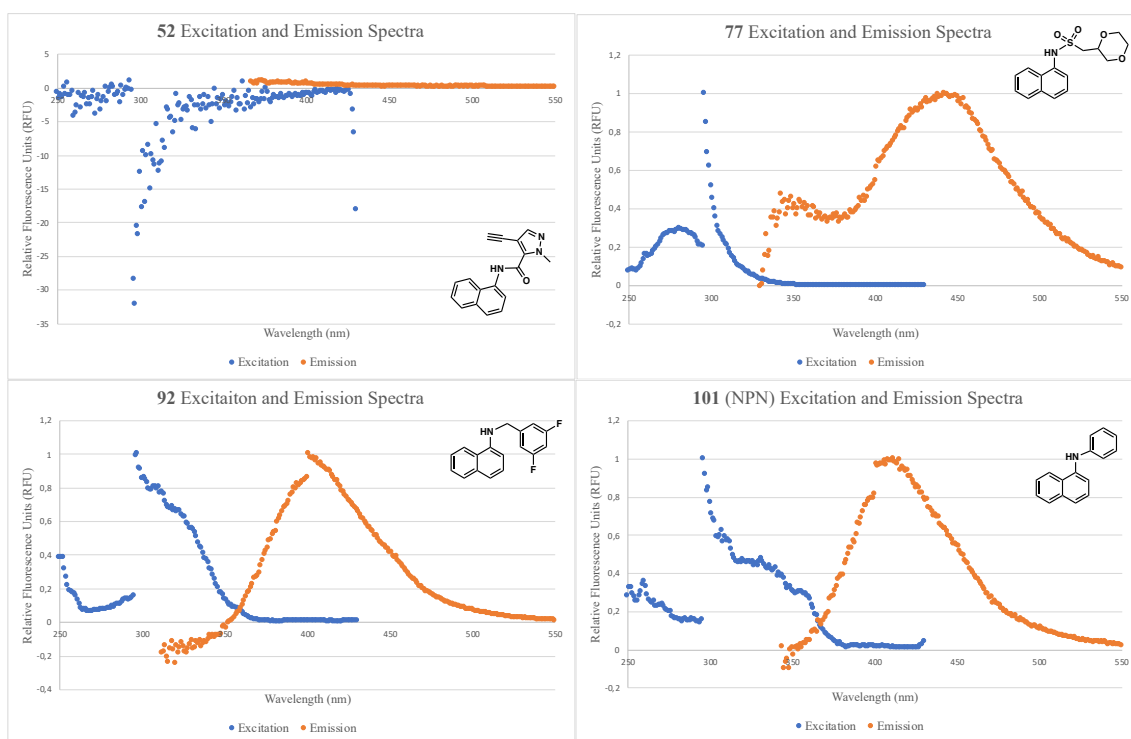 52 Excitation and Emission Spectra
Relative Fluorescence Units (RFU)
5
0
-5
-10
-15
-20
-25
-30
-35
250 300 350 400 450 500 550
Wavelength (nm)
Excitation Emission
N
N
HN
O
77 Excitation and Emission Spectra
Relative Fluorescence Units (RFU)
1,2
1
0,8
0,6
0,4
0,2
0
-0,2
250 300 350 400 450 500 550
Wavelength (nm)
Excitation Emission
O O
S
HN
O
O
92 Excitaiton and Emission Spectra
Relative Fluorescence Units (RFU)
1,2
1
0,8
0,6
0,4
0,2
0
-0,2
-0,4
250 300 350 400 450 500 550
Wavelength (nm)
Excitation Emission
F
HN
F
101 (NPN) Excitation and Emission Spectra
Relative Fluorescence Units (RFU)
1,2
1
0,8
0,6
0,4
0,2
0
-0,2
250 300 350 400 450 500 550
Wavelength (nm)
Excitation Emission
HN